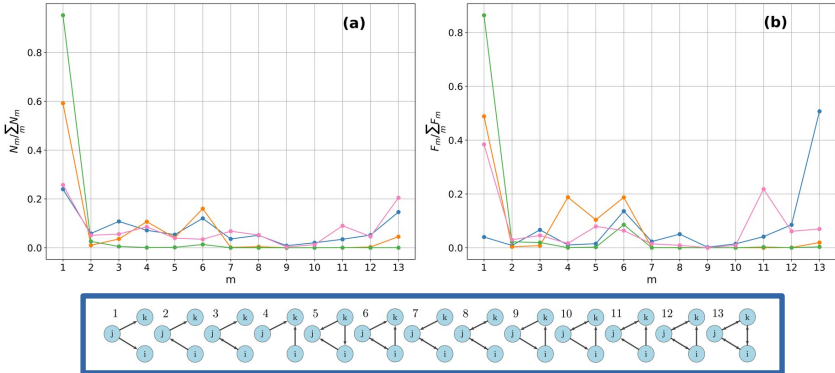 (a)
0.8
0.6
0.4
0.2
0.0
N_m/∑_m N_m
1 2 3 4 5 6 7 8 9 10 11 12 13
m
(b)
0.8
0.6
0.4
0.2
0.0
F_m/∑_m F_m
1 2 3 4 5 6 7 8 9 10 11 12 13
m
1 2 3 4 5 6 7 8 9 10 11 12 13
k k k k k k k k k k k k k
j j j j j j j j j j j j j
i i i i i i i i i i i i i